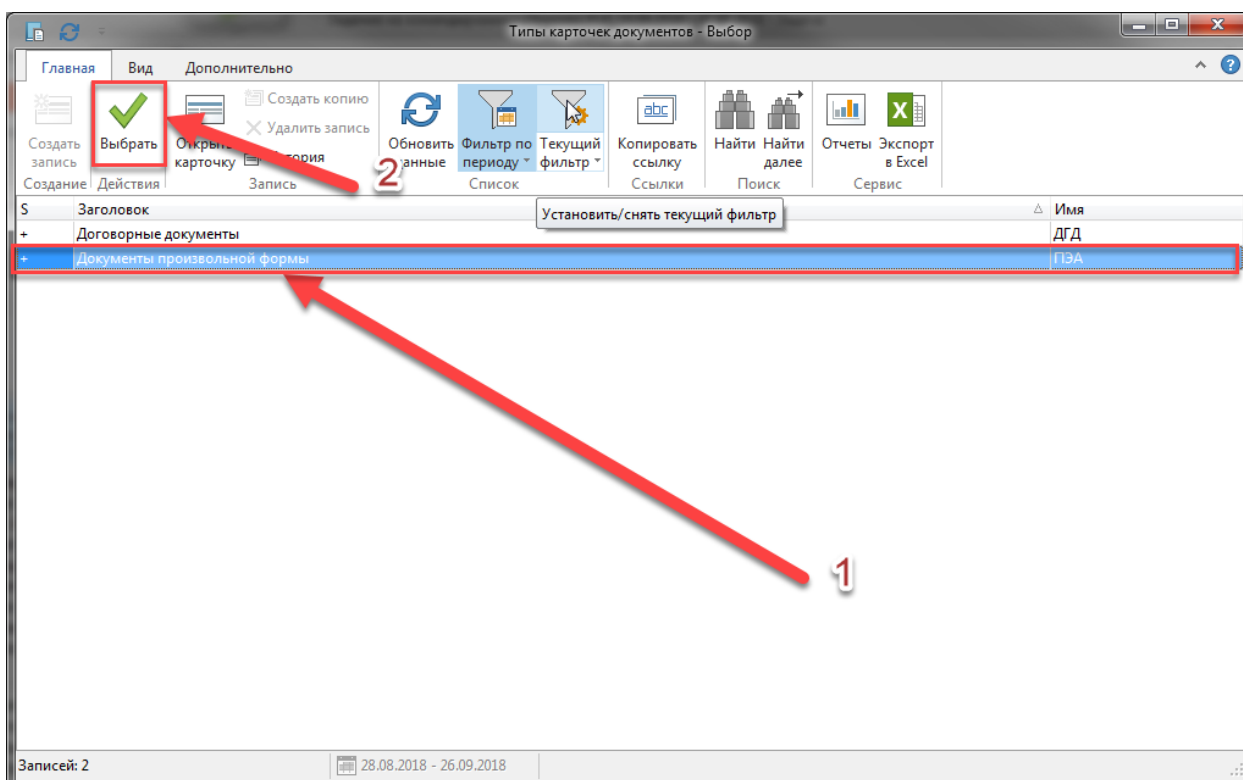 Типы карточек документов - Выбор
Главная Вид Дополнительно
Создать запись
Выбрать
карточку
Создать копию
Удалить запись
Обновить
Фильтр по периоду
Текущий фильтр
abc
Копировать ссылку
Найти
Найти далее
Отчеты
Экспорт в Excel
Создание Действия Запись Список Ссылки Поиск Сервис
2
S Заголовок Имя
Установить/снять текущий фильтр
+ Договорные документы ДГД
+ Документы произвольной формы ПЭА
1
Записей: 2 28.08.2018 - 26.09.2018